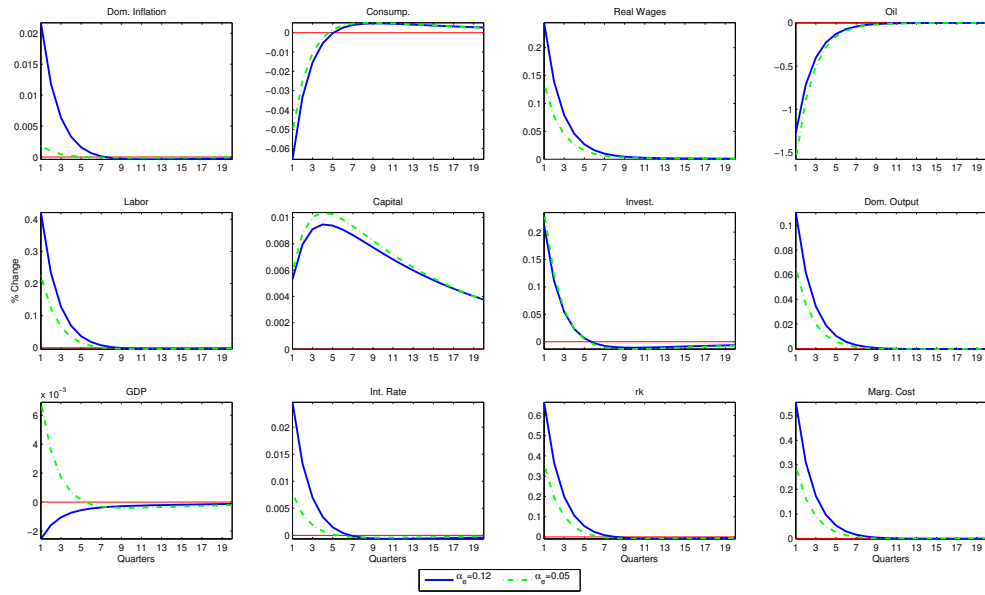 Dom. Inflation
0.02
0.015
0.01
0.005
0
1 3 5 7 9 11 13 15 17 19
Consump.
0
−0.01
−0.02
−0.03
−0.04
−0.05
−0.06
1 3 5 7 9 11 13 15 17 19
Real Wages
0.2
0.15
0.1
0.05
0
1 3 5 7 9 11 13 15 17 19
Oil
0
−0.5
−1
−1.5
1 3 5 7 9 11 13 15 17 19
Labor
% Change
0.4
0.3
0.2
0.1
0
1 3 5 7 9 11 13 15 17 19
Capital
0.01
0.008
0.006
0.004
0.002
0
1 3 5 7 9 11 13 15 17 19
Invest.
0.2
0.15
0.1
0.05
0
1 3 5 7 9 11 13 15 17 19
Dom. Output
0.1
0.08
0.06
0.04
0.02
0
1 3 5 7 9 11 13 15 17 19
GDP
x 10⁻³
6
4
2
0
−2
1 3 5 7 9 11 13 15 17 19
Quarters
Int. Rate
0.02
0.015
0.01
0.005
0
1 3 5 7 9 11 13 15 17 19
Quarters
rk
0.6
0.5
0.4
0.3
0.2
0.1
0
1 3 5 7 9 11 13 15 17 19
Quarters
Marg. Cost
0.5
0.4
0.3
0.2
0.1
0
1 3 5 7 9 11 13 15 17 19
Quarters
αₑ=0.12 αₑ=0.05